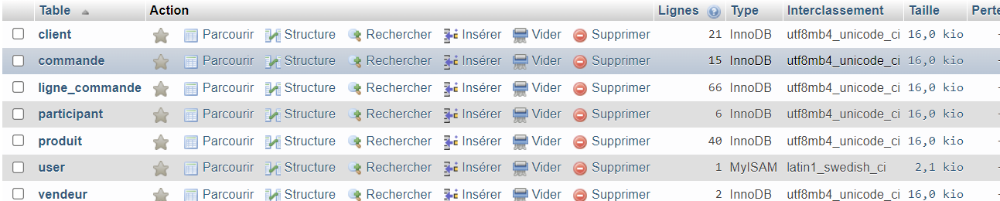 Table Action Lignes Type Interclassement Taille Perte
client Parcourir Structure Rechercher Insérer Vider Supprimer 21 InnoDB utf8mb4_unicode_ci 16,0 kio -
commande Parcourir Structure Rechercher Insérer Vider Supprimer 15 InnoDB utf8mb4_unicode_ci 16,0 kio -
ligne_commande Parcourir Structure Rechercher Insérer Vider Supprimer 66 InnoDB utf8mb4_unicode_ci 16,0 kio -
participant Parcourir Structure Rechercher Insérer Vider Supprimer 6 InnoDB utf8mb4_unicode_ci 16,0 kio -
produit Parcourir Structure Rechercher Insérer Vider Supprimer 40 InnoDB utf8mb4_unicode_ci 16,0 kio -
user Parcourir Structure Rechercher Insérer Vider Supprimer 1 MyISAM latin1_swedish_ci 2,1 kio -
vendeur Parcourir Structure Rechercher Insérer Vider Supprimer 2 InnoDB utf8mb4_unicode_ci 16,0 kio -